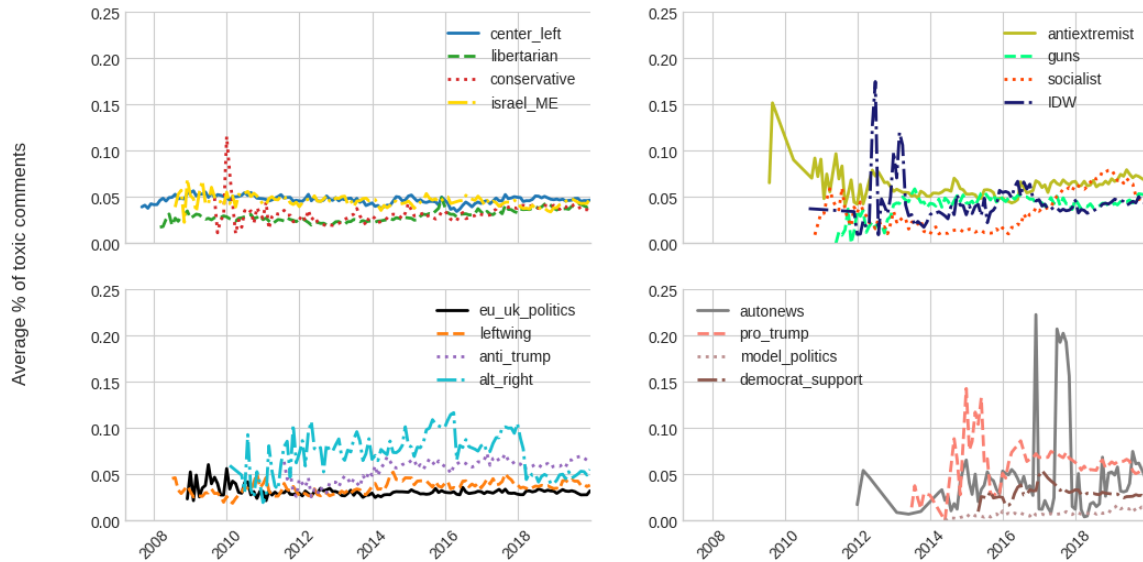 Average % of toxic comments
0.25
0.20
0.15
0.10
0.05
0.00
center_left
libertarian
conservative
israel_ME
0.25
0.20
0.15
0.10
0.05
0.00
antiextremist
guns
socialist
IDW
0.25
0.20
0.15
0.10
0.05
0.00
eu_uk_politics
leftwing
anti_trump
alt_right
2008
2010
2012
2014
2016
2018
0.25
0.20
0.15
0.10
0.05
0.00
autonews
pro_trump
model_politics
democrat_support
2008
2010
2012
2014
2016
2018